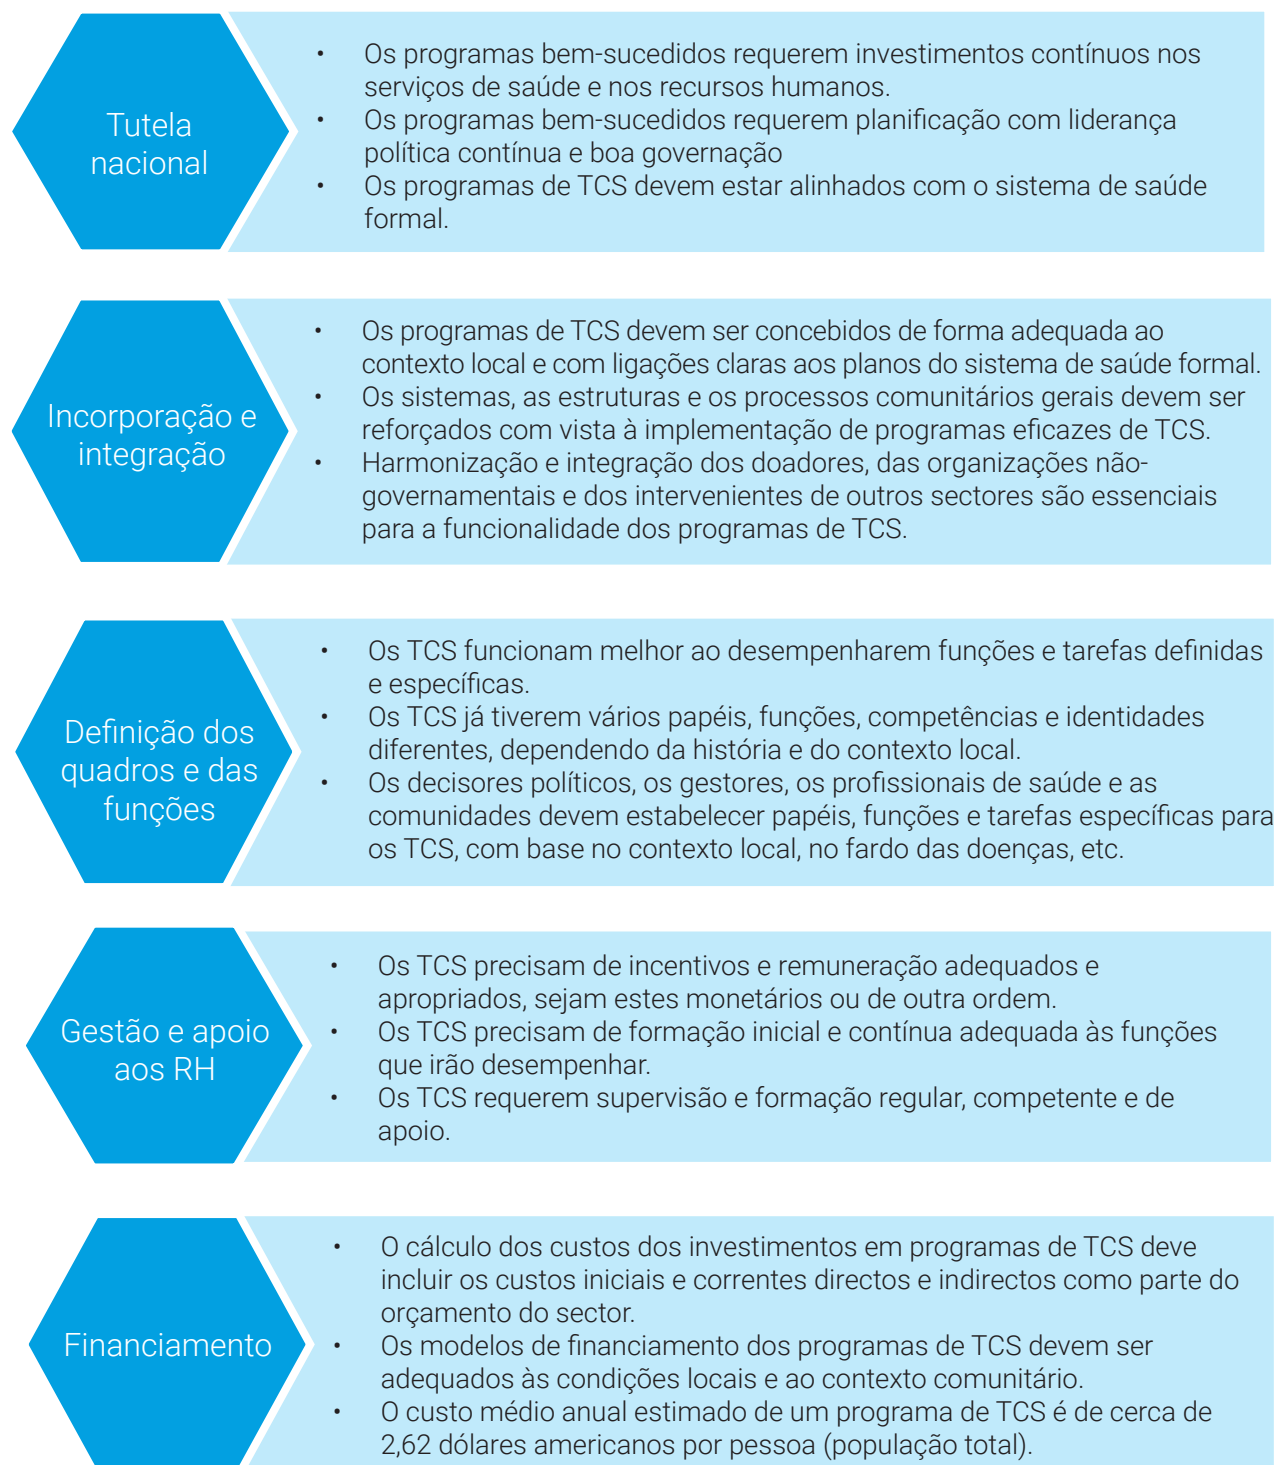 Tutela
nacional
• Os programas bem-sucedidos requerem investimentos contínuos nos
serviços de saúde e nos recursos humanos.
• Os programas bem-sucedidos requerem planificação com liderança
política contínua e boa governação
• Os programas de TCS devem estar alinhados com o sistema de saúde
formal.
Incorporação e
integração
• Os programas de TCS devem ser concebidos de forma adequada ao
contexto local e com ligações claras aos planos do sistema de saúde formal.
• Os sistemas, as estruturas e os processos comunitários gerais devem ser
reforçados com vista à implementação de programas eficazes de TCS.
• Harmonização e integração dos doadores, das organizações não-
governamentais e dos intervenientes de outros sectores são essenciais
para a funcionalidade dos programas de TCS.
Definição dos
quadros e das
funções
• Os TCS funcionam melhor ao desempenharem funções e tarefas definidas
e específicas.
• Os TCS já tiverem vários papéis, funções, competências e identidades
diferentes, dependendo da história e do contexto local.
• Os decisores políticos, os gestores, os profissionais de saúde e as
comunidades devem estabelecer papéis, funções e tarefas específicas para
os TCS, com base no contexto local, no fardo das doenças, etc.
Gestão e apoio
aos RH
• Os TCS precisam de incentivos e remuneração adequados e
apropriados, sejam estes monetários ou de outra ordem.
• Os TCS precisam de formação inicial e contínua adequada às funções
que irão desempenhar.
• Os TCS requerem supervisão e formação regular, competente e de
apoio.
Financiamento
• O cálculo dos custos dos investimentos em programas de TCS deve
incluir os custos iniciais e correntes directos e indirectos como parte do
orçamento do sector.
• Os modelos de financiamento dos programas de TCS devem ser
adequados às condições locais e ao contexto comunitário.
• O custo médio anual estimado de um programa de TCS é de cerca de
2,62 dólares americanos por pessoa (população total).